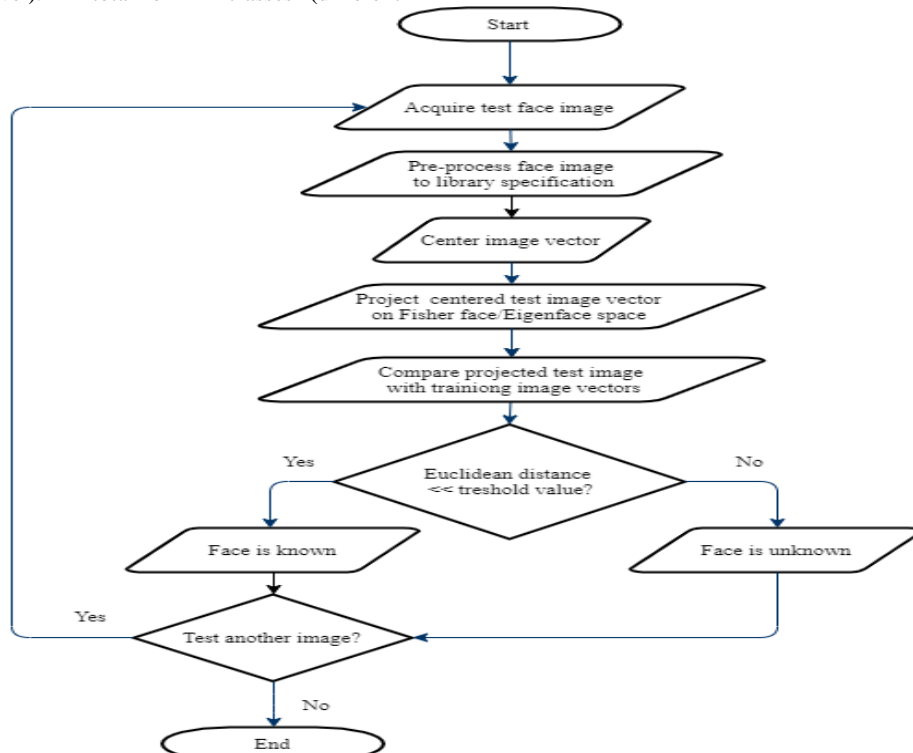 Start
Acquire test face image
Pre-process face image
to library specification
Center image vector
Project centered test image vector
on Fisher face/Eigenface space
Compare projected test image
with trainiong image vectors
Yes
No
Euclidean distance
<< treshold value?
Face is known
Face is unknown
Yes
Test another image?
No
End